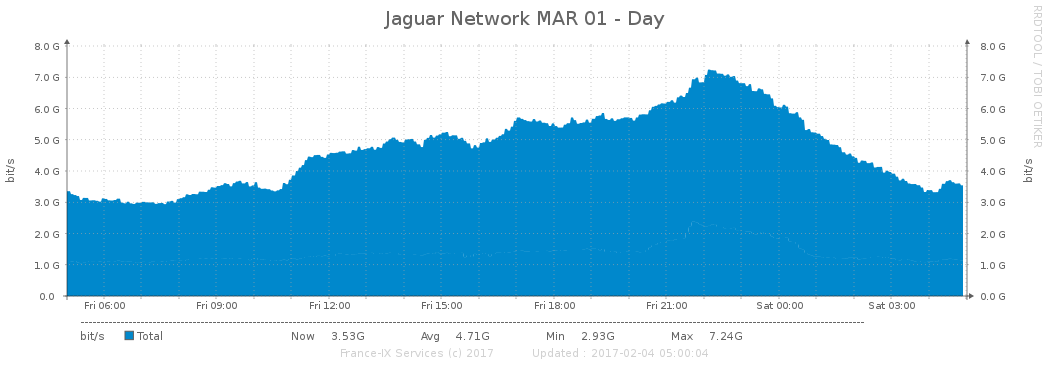 Jaguar Network MAR 01 - Day
RRDTOOL / TOBI OETIKER
bit/s
bit/s
8.0 G 8.0 G
7.0 G 7.0 G
6.0 G 6.0 G
5.0 G 5.0 G
4.0 G 4.0 G
3.0 G 3.0 G
2.0 G 2.0 G
1.0 G 1.0 G
0.0 0.0 G
Fri 06:00 Fri 09:00 Fri 12:00 Fri 15:00 Fri 18:00 Fri 21:00 Sat 00:00 Sat 03:00
bit/s Total Now 3.53G Avg 4.71G Min 2.93G Max 7.24G
France-IX Services (c) 2017 Updated : 2017-02-04 05:00:04